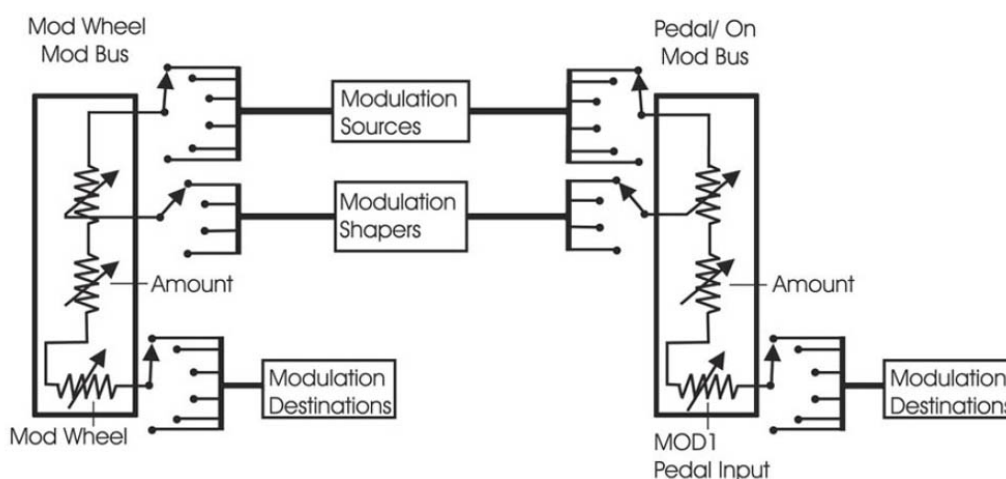 Mod Wheel
Mod Bus
Pedal/ On
Mod Bus
Modulation
Sources
Modulation
Shapers
Amount
Amount
Modulation
Destinations
Modulation
Destinations
Mod Wheel
MOD1
Pedal Input